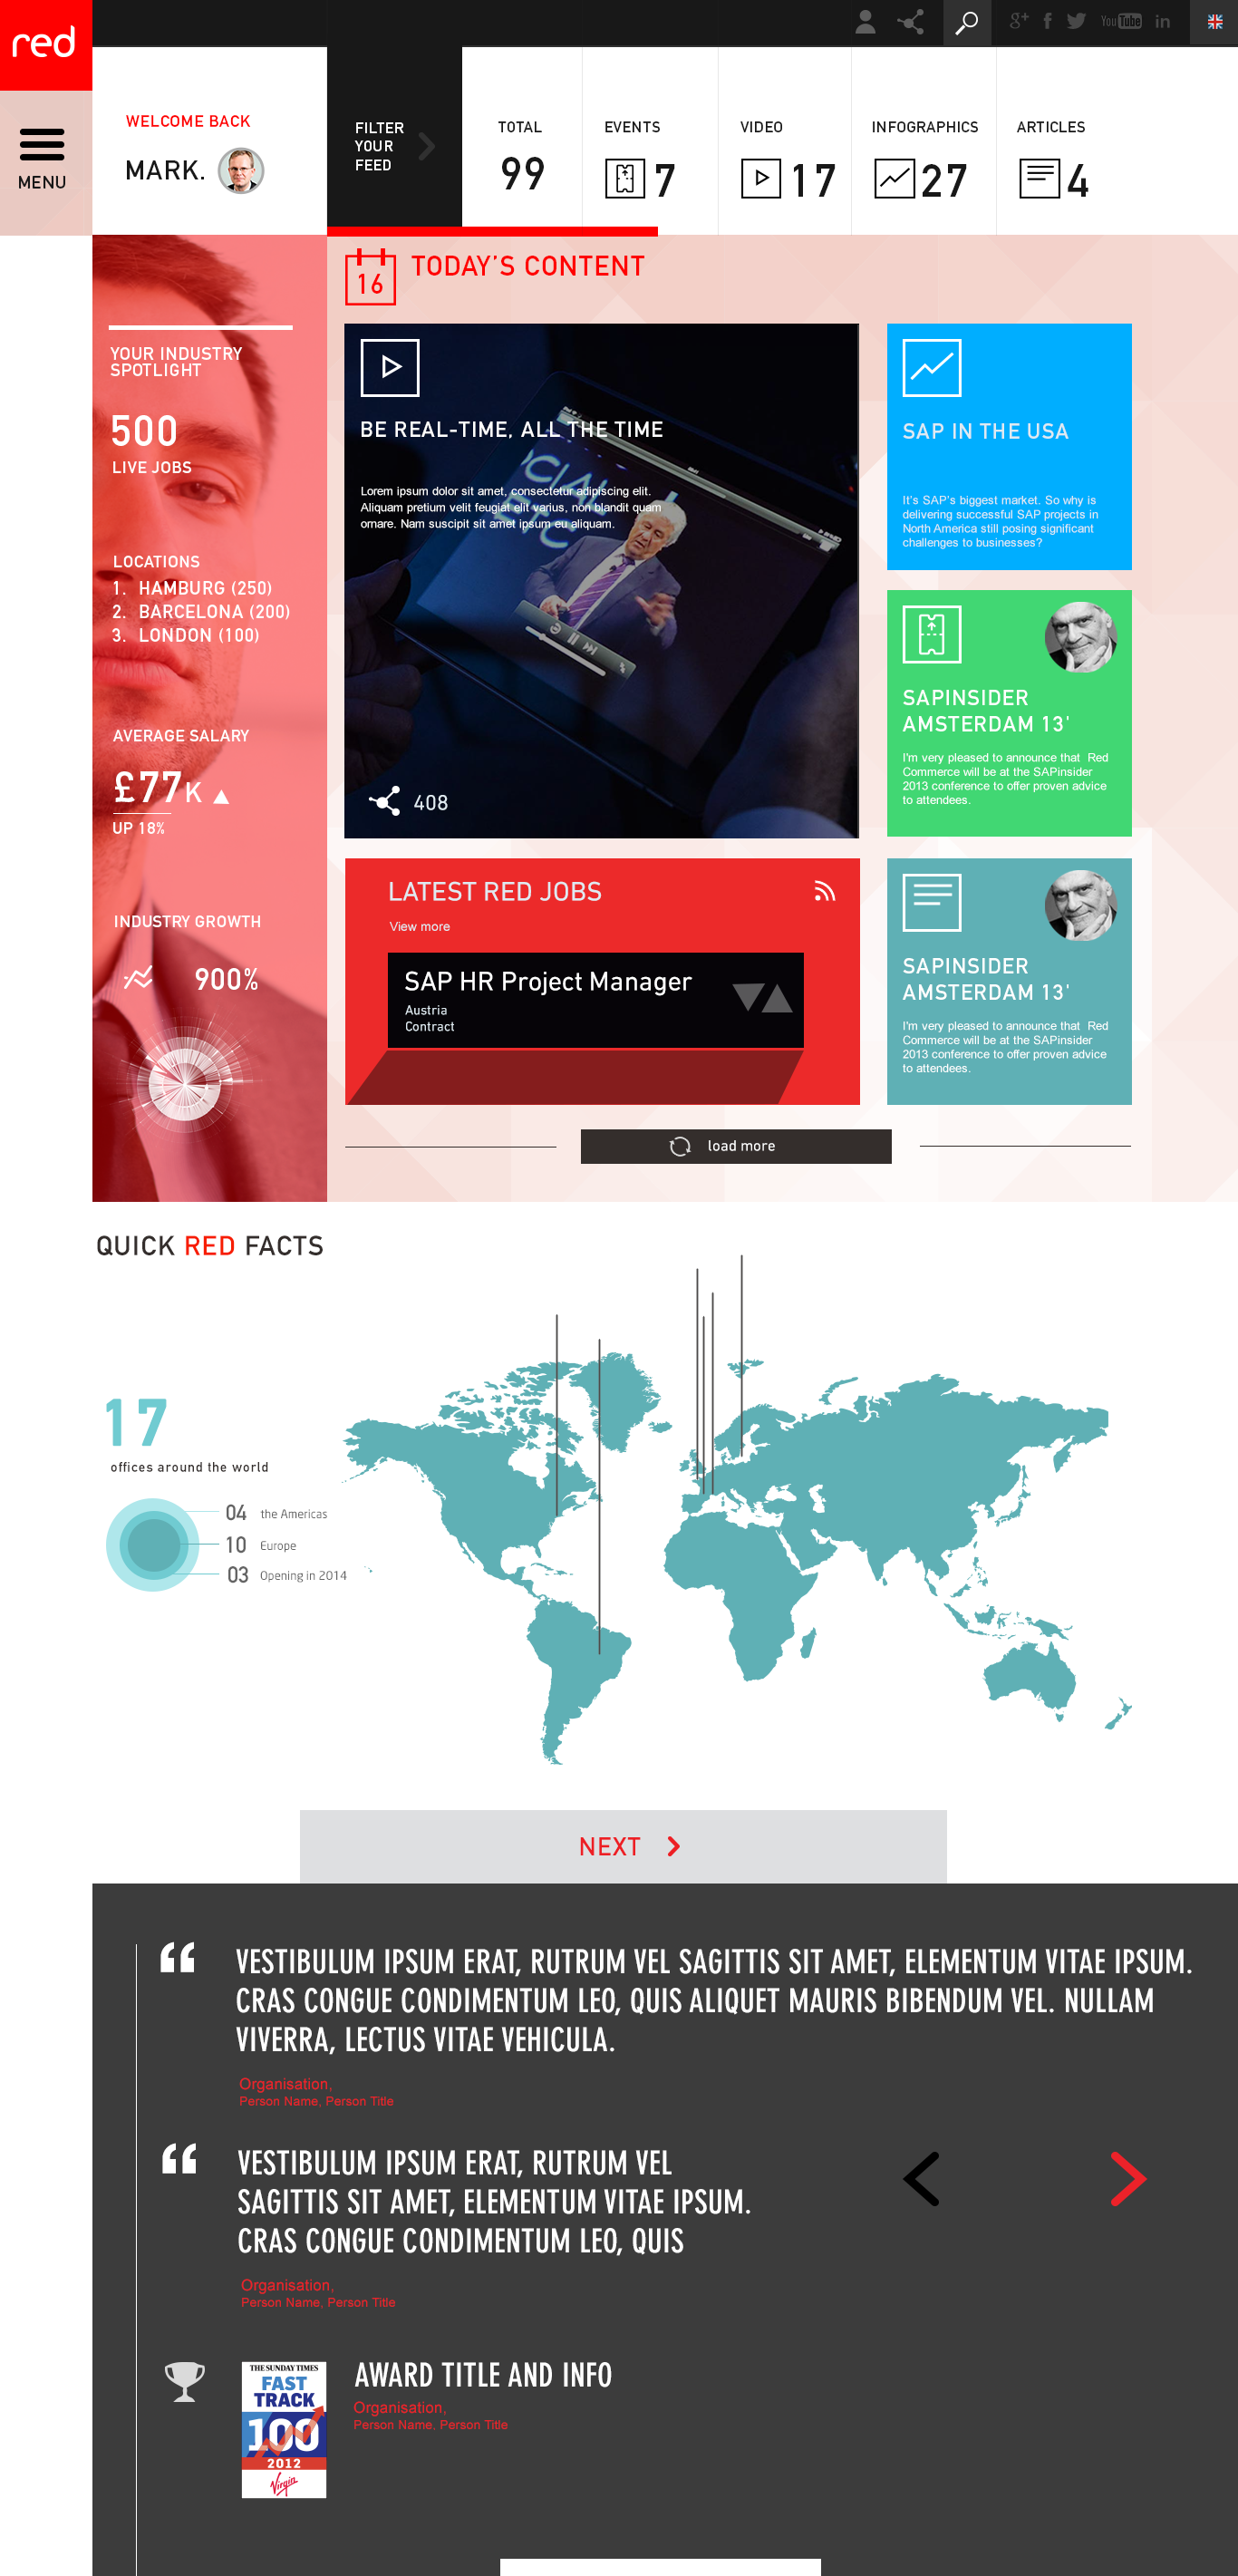 red
g+ f You Tube in
MENU
WELCOME BACK
MARK.
FILTER
YOUR
FEED
TOTAL
99
EVENTS
7
VIDEO
17
INFOGRAPHICS
27
ARTICLES
4
16
TODAY'S CONTENT
YOUR INDUSTRY
SPOTLIGHT
500
LIVE JOBS
LOCATIONS
1. HAMBURG (250)
2. BARCELONA (200)
3. LONDON (100)
AVERAGE SALARY
£77K
UP 18%
INDUSTRY GROWTH
900%
BE REAL-TIME, ALL THE TIME
Lorem ipsum dolor sit amet, consectetur adipiscing elit.
Aliquam pretium velit feugiat elit varius, non blandit quam
ornare. Nam suscipit sit amet ipsum eu aliquam.
408
SAP IN THE USA
It's SAP's biggest market. So why is
delivering successful SAP projects in
North America still posing significant
challenges to businesses?
SAPINSIDER
AMSTERDAM 13'
I'm very pleased to announce that Red
Commerce will be at the SAPinsider
2013 conference to offer proven advice
to attendees.
LATEST RED JOBS
View more
SAP HR Project Manager
Austria
Contract
SAPINSIDER
AMSTERDAM 13'
I'm very pleased to announce that Red
Commerce will be at the SAPinsider
2013 conference to offer proven advice
to attendees.
load more
QUICK RED FACTS
17
offices around the world
04 the Americas
10 Europe
03 Opening in 2014
NEXT
VESTIBULUM IPSUM ERAT, RUTRUM VEL SAGITTIS SIT AMET, ELEMENTUM VITAE IPSUM.
CRAS CONGUE CONDIMENTUM LEO, QUIS ALIQUET MAURIS BIBENDUM VEL. NULLAM
VIVERRA, LECTUS VITAE VEHICULA.
Organisation,
Person Name, Person Title
VESTIBULUM IPSUM ERAT, RUTRUM VEL
SAGITTIS SIT AMET, ELEMENTUM VITAE IPSUM.
CRAS CONGUE CONDIMENTUM LEO, QUIS
Organisation,
Person Name, Person Title
THE SUNDAY TIMES
FAST
TRACK
100
2012
Virgin
AWARD TITLE AND INFO
Organisation,
Person Name, Person Title